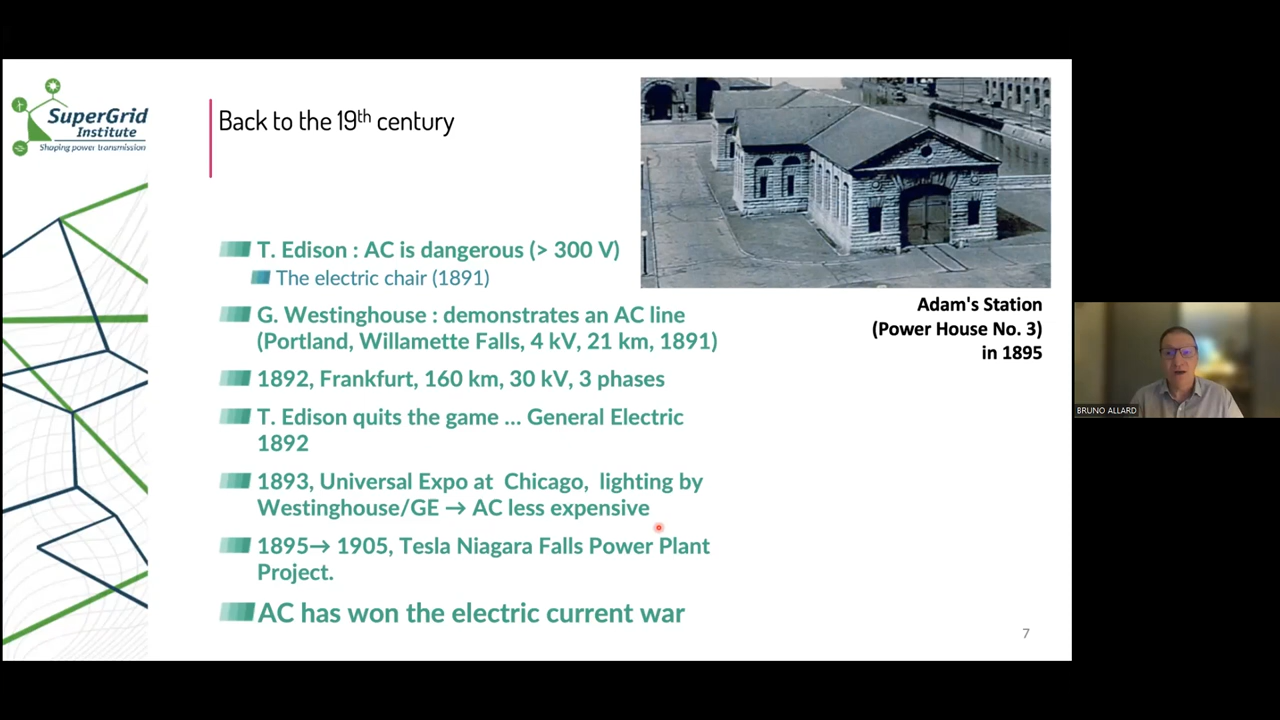 SuperGrid
Institute
Shaping power transmission
Back to the 19th century
T. Edison : AC is dangerous (> 300 V)
The electric chair (1891)
G. Westinghouse : demonstrates an AC line
(Portland, Willamette Falls, 4 kV, 21 km, 1891)
1892, Frankfurt, 160 km, 30 kV, 3 phases
T. Edison quits the game ... General Electric
1892
1893, Universal Expo at Chicago, lighting by
Westinghouse/GE → AC less expensive
1895→ 1905, Tesla Niagara Falls Power Plant
Project.
AC has won the electric current war
Adam's Station
(Power House No. 3)
in 1895
7
BRUNO ALLARD